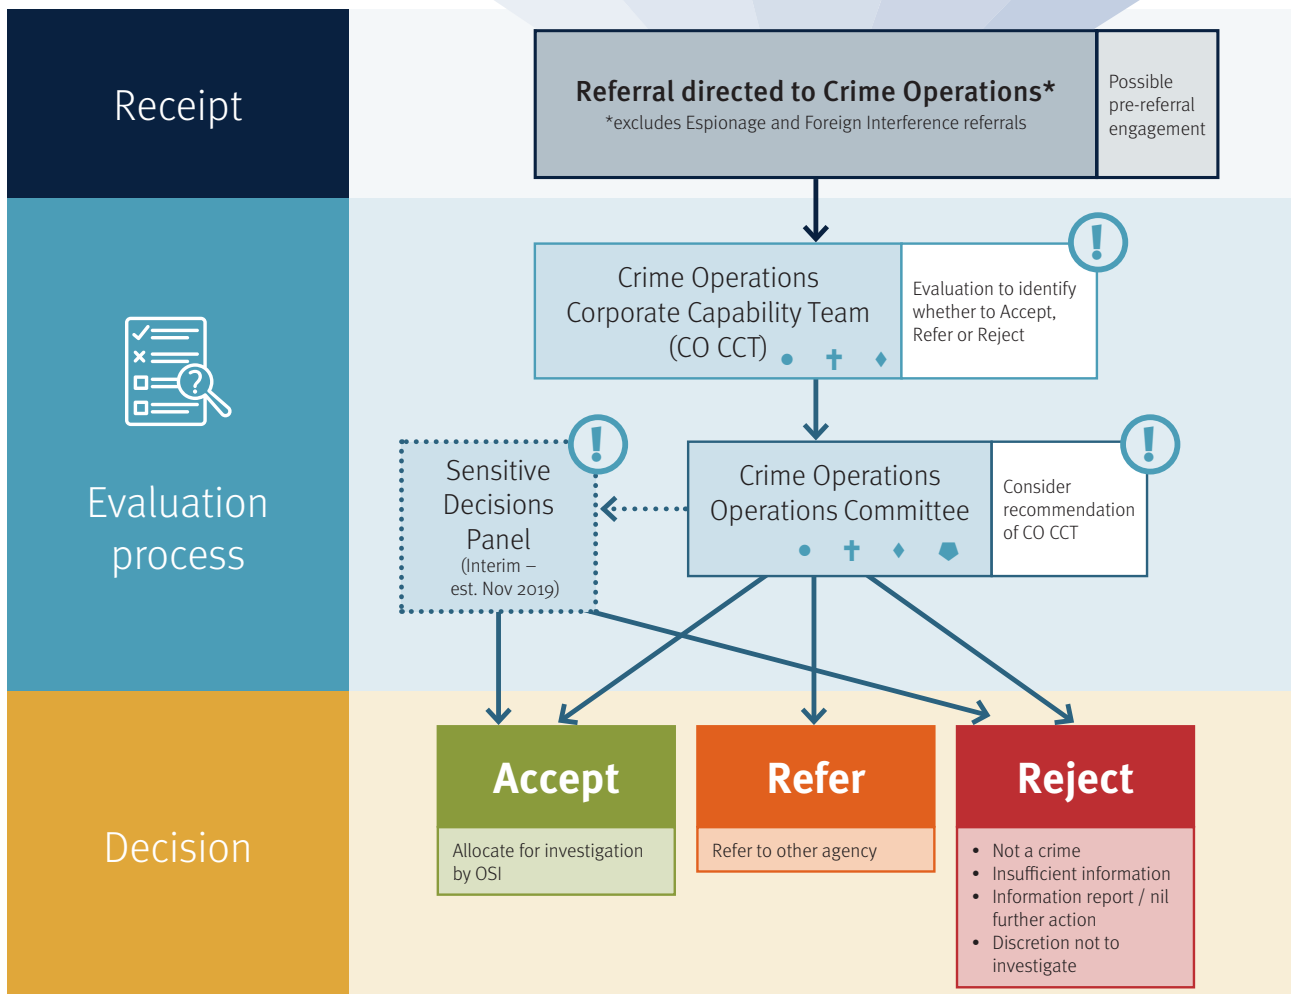 Receipt
Referral directed to Crime Operations*
*excludes Espionage and Foreign Interference referrals
Possible
pre-referral
engagement
Evaluation
process
Crime Operations
Corporate Capability Team
(CO CCT)
Evaluation to identify
whether to Accept,
Refer or Reject
!
Sensitive
Decisions
Panel
(Interim –
est. Nov 2019)
!
Crime Operations
Operations Committee
Consider
recommendation
of CO CCT
!
?
Decision
Accept
Allocate for investigation
by OSI
Refer
Refer to other agency
Reject
• Not a crime
• Insufficient information
• Information report / nil
further action
• Discretion not to
investigate